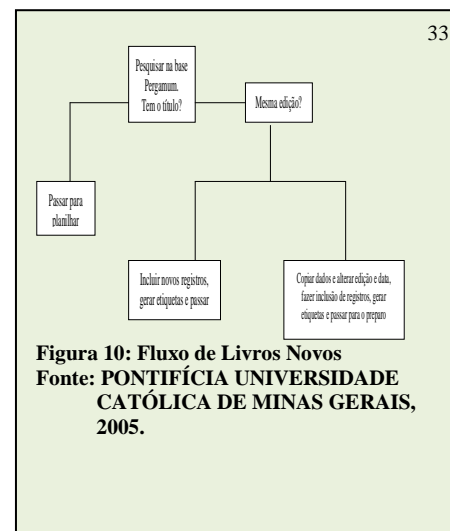 33
Pesquisar na base
Pergamum.
Tem o título?
Mesma edição?
Passar para
planilhar
Incluir novos registros,
gerar etiquetas e passar
Copiar dados e alterar edição e data,
fazer inclusão de registros, gerar
etiquetas e passar para o preparo
Figura 10: Fluxo de Livros Novos
Fonte: PONTIFÍCIA UNIVERSIDADE
CATÓLICA DE MINAS GERAIS,
2005.